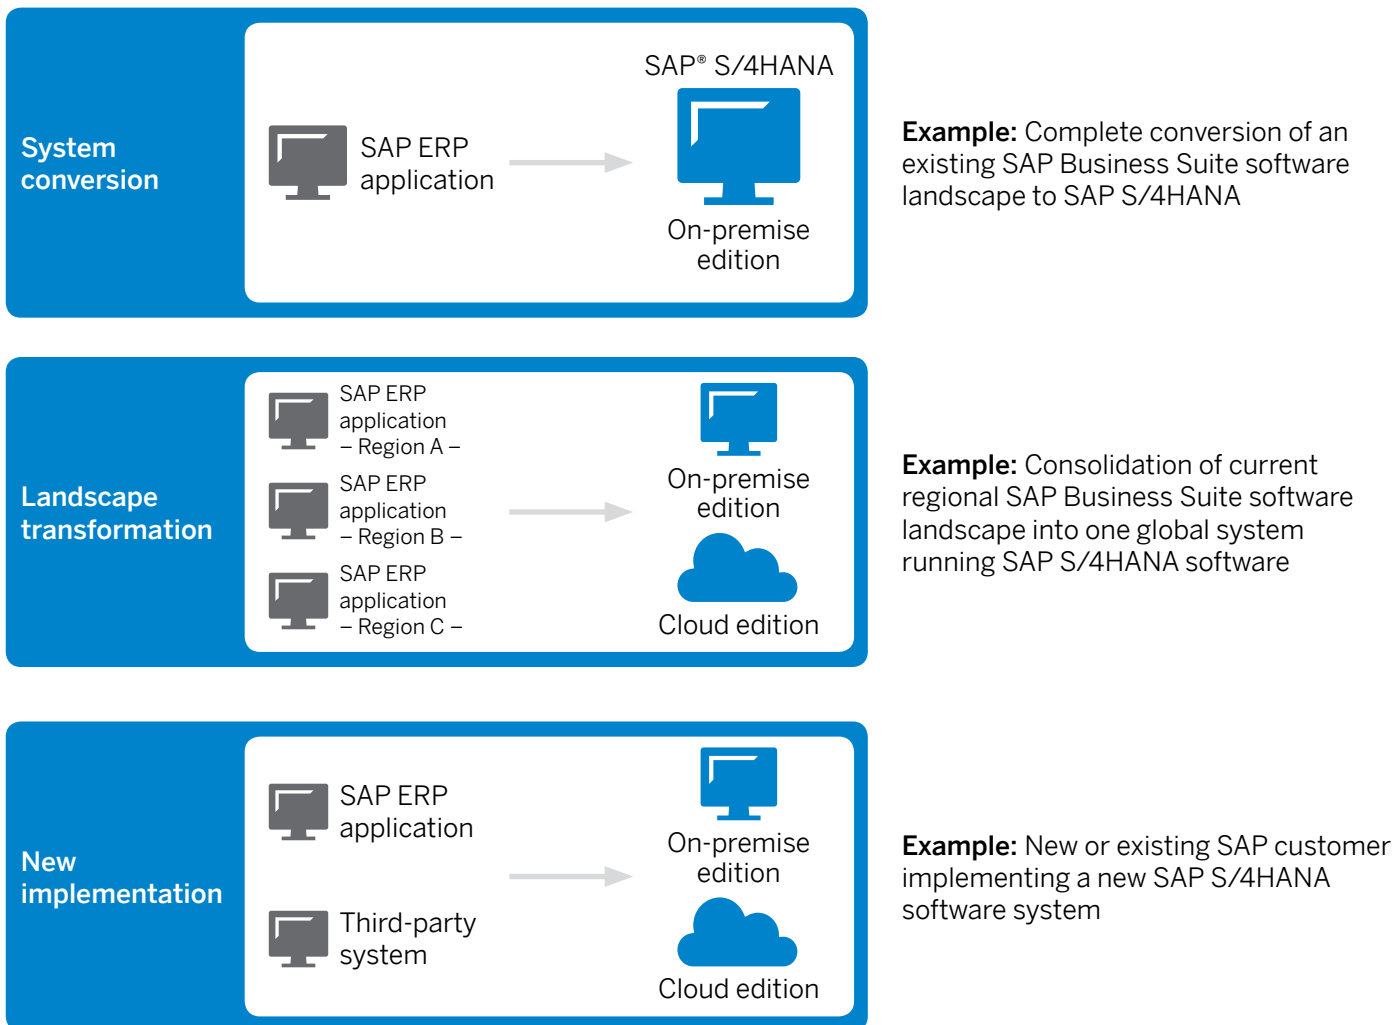 System
conversion
SAP ERP
application
SAP® S/4HANA
On-premise
edition
Example: Complete conversion of an
existing SAP Business Suite software
landscape to SAP S/4HANA
Landscape
transformation
SAP ERP
application
– Region A –
SAP ERP
application
– Region B –
SAP ERP
application
– Region C –
On-premise
edition
Cloud edition
Example: Consolidation of current
regional SAP Business Suite software
landscape into one global system
running SAP S/4HANA software
New
implementation
SAP ERP
application
Third-party
system
On-premise
edition
Cloud edition
Example: New or existing SAP customer
implementing a new SAP S/4HANA
software system